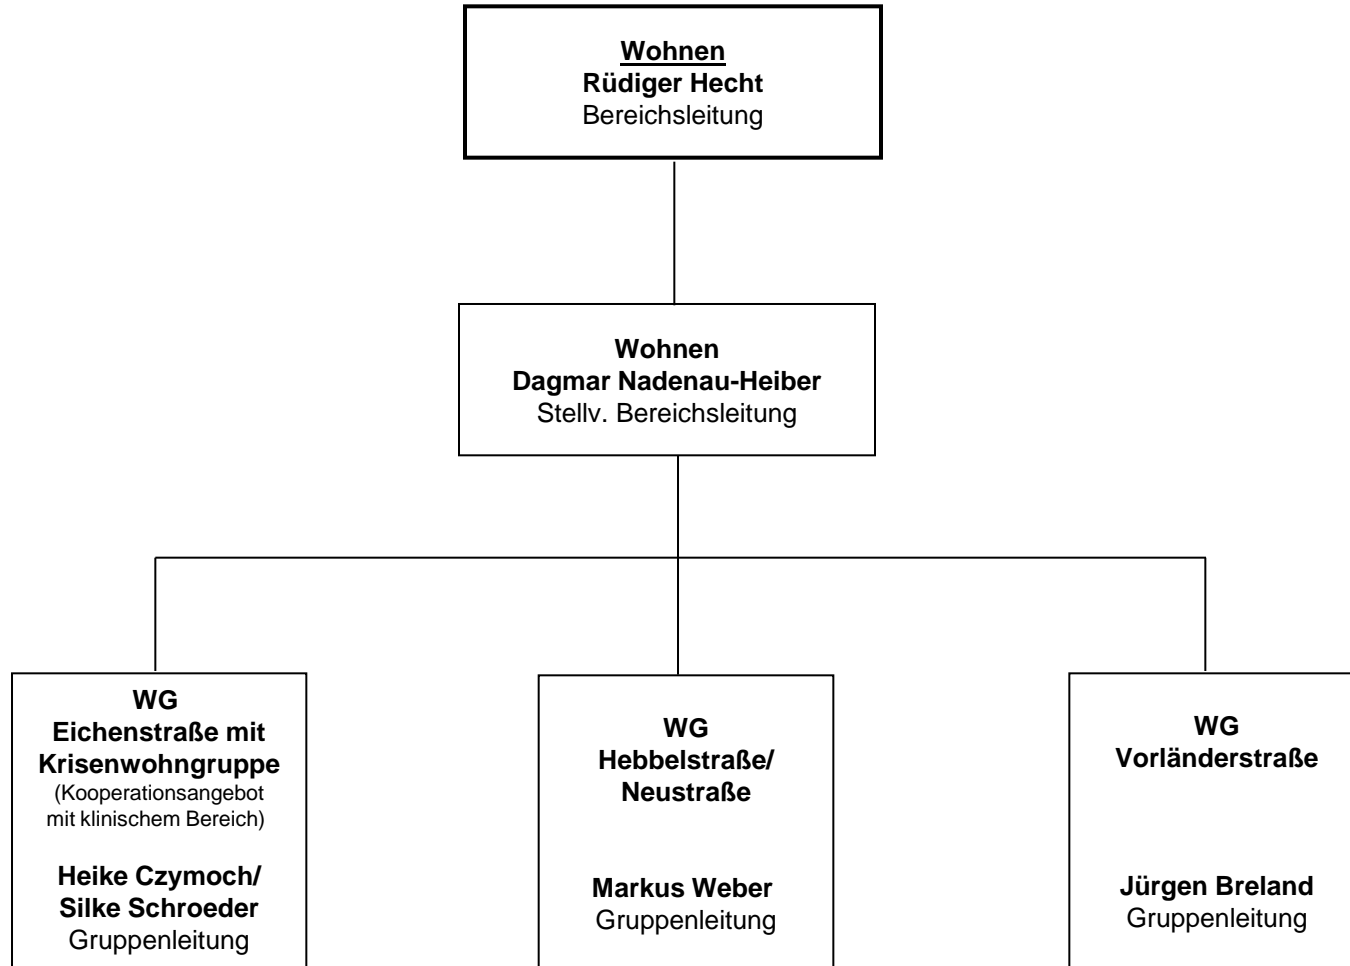 Wohnen
Rüdiger Hecht
Bereichsleitung
Wohnen
Dagmar Nadenau-Heiber
Stellv. Bereichsleitung
WG
Eichenstraße mit
Krisenwohngruppe
(Kooperationsangebot
mit klinischem Bereich)
Heike Czymoch/
Silke Schroeder
Gruppenleitung
WG
Hebbelstraße/
Neustraße
Markus Weber
Gruppenleitung
WG
Vorländerstraße
Jürgen Breland
Gruppenleitung